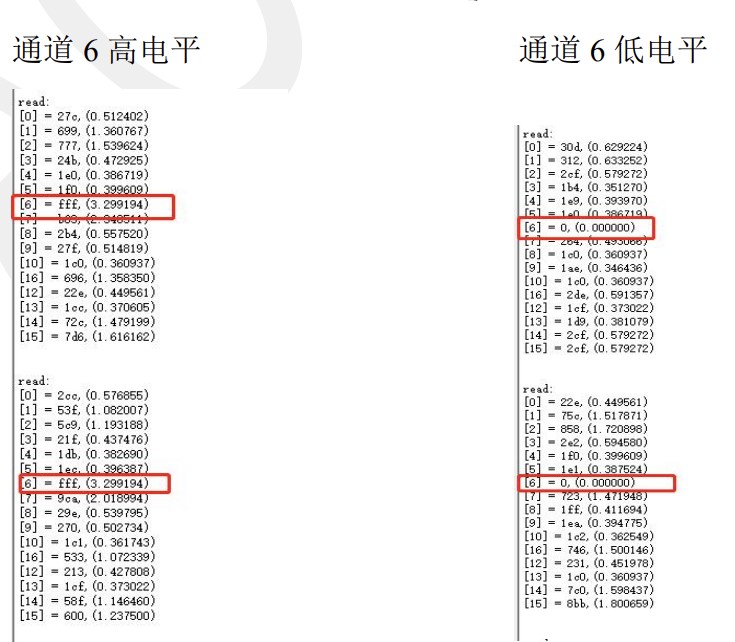 通道 6 高电平
read:
[0] = 27c, (0.512402)
[1] = 699, (1.360767)
[2] = 777, (1.539624)
[3] = 24b, (0.472925)
[4] = 1e0, (0.386719)
[5] = 1f0, (0.399609)
[6] = fff, (3.299194)
[7] = b63, (2.348511)
[8] = 2b4, (0.557520)
[9] = 27f, (0.514819)
[10] = 1c0, (0.360937)
[16] = 696, (1.358350)
[12] = 22e, (0.449561)
[13] = 1cc, (0.370605)
[14] = 72c, (1.479199)
[15] = 7d6, (1.616162)
read:
[0] = 2cc, (0.576855)
[1] = 53f, (1.082007)
[2] = 5c9, (1.193188)
[3] = 21f, (0.437476)
[4] = 1db, (0.382690)
[5] = 1ec, (0.396387)
[6] = fff, (3.299194)
[7] = 9ca, (2.018994)
[8] = 29e, (0.539795)
[9] = 270, (0.502734)
[10] = 1c1, (0.361743)
[16] = 533, (1.072339)
[12] = 213, (0.427808)
[13] = 1cf, (0.373022)
[14] = 58f, (1.146460)
[15] = 600, (1.237500)
通道 6 低电平
read:
[0] = 30d, (0.629224)
[1] = 312, (0.633252)
[2] = 2cf, (0.579272)
[3] = 1b4, (0.351270)
[4] = 1e9, (0.393970)
[5] = 1e0, (0.386719)
[6] = 0, (0.000000)
[7] = 264, (0.493066)
[8] = 1c0, (0.360937)
[9] = 1ae, (0.346436)
[10] = 1c0, (0.360937)
[16] = 2de, (0.591357)
[12] = 1cf, (0.373022)
[13] = 1d9, (0.381079)
[14] = 2cf, (0.579272)
[15] = 2cf, (0.579272)
read:
[0] = 22e, (0.449561)
[1] = 75c, (1.517871)
[2] = 858, (1.720898)
[3] = 2e2, (0.594580)
[4] = 1f0, (0.399609)
[5] = 1e1, (0.387524)
[6] = 0, (0.000000)
[7] = 723, (1.471948)
[8] = 1ff, (0.411694)
[9] = 1ea, (0.394775)
[10] = 1c2, (0.362549)
[16] = 746, (1.500146)
[12] = 231, (0.451978)
[13] = 1c0, (0.360937)
[14] = 7c0, (1.598437)
[15] = 8bb, (1.800659)